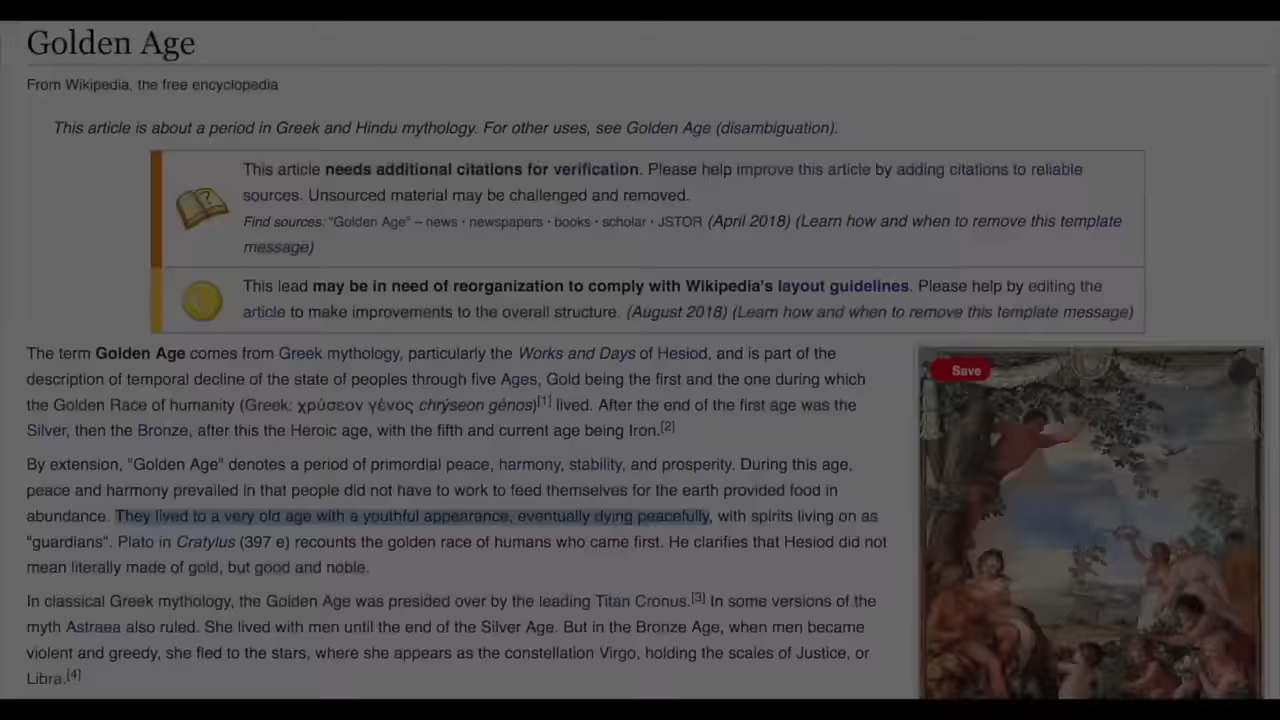 Golden Age
From Wikipedia, the free encyclopedia
This article is about a period in Greek and Hindu mythology. For other uses, see Golden Age (disambiguation).
This article needs additional citations for verification. Please help improve this article by adding citations to reliable
sources. Unsourced material may be challenged and removed.
Find sources: "Golden Age" – news · newspapers · books · scholar · JSTOR (April 2018) (Learn how and when to remove this template
message)
This lead may be in need of reorganization to comply with Wikipedia's layout guidelines. Please help by editing the
article to make improvements to the overall structure. (August 2018) (Learn how and when to remove this template message)
The term Golden Age comes from Greek mythology, particularly the Works and Days of Hesiod, and is part of the
description of temporal decline of the state of peoples through five Ages, Gold being the first and the one during which
the Golden Race of humanity (Greek: χρύσεον γένος chrýseon génos)[1] lived. After the end of the first age was the
Silver, then the Bronze, after this the Heroic age, with the fifth and current age being Iron.[2]
By extension, "Golden Age" denotes a period of primordial peace, harmony, stability, and prosperity. During this age,
peace and harmony prevailed in that people did not have to work to feed themselves for the earth provided food in
abundance. They lived to a very old age with a youthful appearance, eventually dying peacefully, with spirits living on as
"guardians". Plato in Cratylus (397 e) recounts the golden race of humans who came first. He clarifies that Hesiod did not
mean literally made of gold, but good and noble.
In classical Greek mythology, the Golden Age was presided over by the leading Titan Cronus.[3] In some versions of the
myth Astraea also ruled. She lived with men until the end of the Silver Age. But in the Bronze Age, when men became
violent and greedy, she fled to the stars, where she appears as the constellation Virgo, holding the scales of Justice, or
Libra.[4]
Save